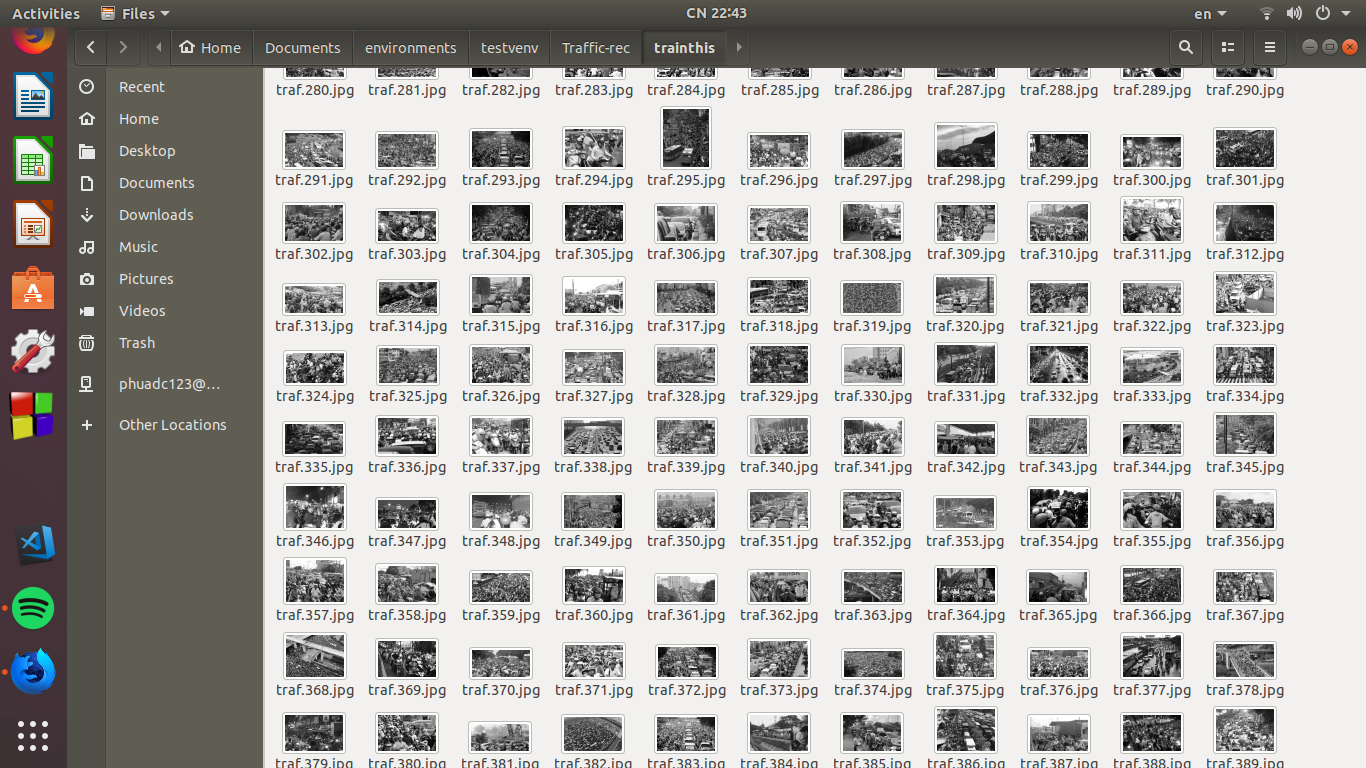 Activities Files CN 22:43 en
Home Documents environments testvenv Traffic-rec trainthis
Recent
Home
Desktop
Documents
Downloads
Music
Pictures
Videos
Trash
phuadc123@...
Other Locations
traf.280.jpg traf.281.jpg traf.282.jpg traf.283.jpg traf.284.jpg traf.285.jpg traf.286.jpg traf.287.jpg traf.288.jpg traf.289.jpg traf.290.jpg
traf.291.jpg traf.292.jpg traf.293.jpg traf.294.jpg traf.295.jpg traf.296.jpg traf.297.jpg traf.298.jpg traf.299.jpg traf.300.jpg traf.301.jpg
traf.302.jpg traf.303.jpg traf.304.jpg traf.305.jpg traf.306.jpg traf.307.jpg traf.308.jpg traf.309.jpg traf.310.jpg traf.311.jpg traf.312.jpg
traf.313.jpg traf.314.jpg traf.315.jpg traf.316.jpg traf.317.jpg traf.318.jpg traf.319.jpg traf.320.jpg traf.321.jpg traf.322.jpg traf.323.jpg
traf.324.jpg traf.325.jpg traf.326.jpg traf.327.jpg traf.328.jpg traf.329.jpg traf.330.jpg traf.331.jpg traf.332.jpg traf.333.jpg traf.334.jpg
traf.335.jpg traf.336.jpg traf.337.jpg traf.338.jpg traf.339.jpg traf.340.jpg traf.341.jpg traf.342.jpg traf.343.jpg traf.344.jpg traf.345.jpg
traf.346.jpg traf.347.jpg traf.348.jpg traf.349.jpg traf.350.jpg traf.351.jpg traf.352.jpg traf.353.jpg traf.354.jpg traf.355.jpg traf.356.jpg
traf.357.jpg traf.358.jpg traf.359.jpg traf.360.jpg traf.361.jpg traf.362.jpg traf.363.jpg traf.364.jpg traf.365.jpg traf.366.jpg traf.367.jpg
traf.368.jpg traf.369.jpg traf.370.jpg traf.371.jpg traf.372.jpg traf.373.jpg traf.374.jpg traf.375.jpg traf.376.jpg traf.377.jpg traf.378.jpg
traf.379.jpg traf.380.jpg traf.381.jpg traf.382.jpg traf.383.jpg traf.384.jpg traf.385.jpg traf.386.jpg traf.387.jpg traf.388.jpg traf.389.jpg